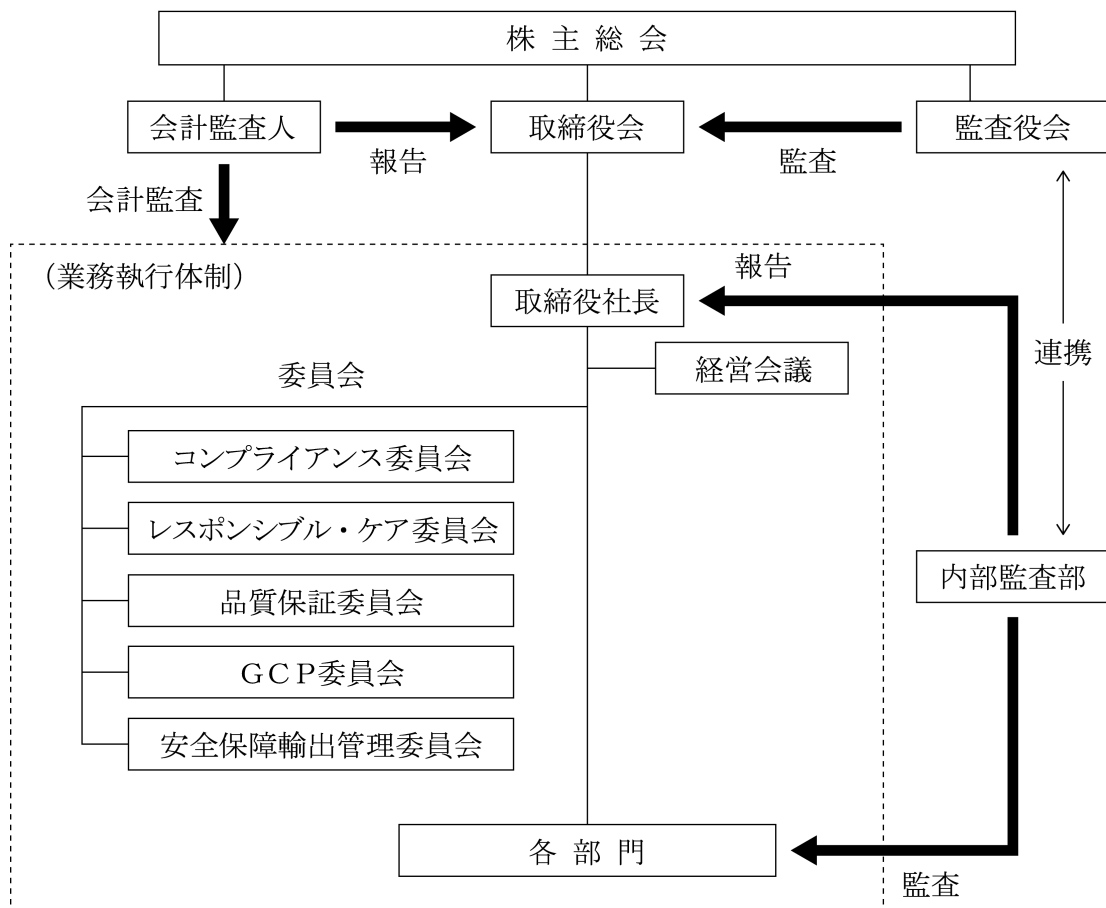 株主総会
会計監査人
取締役会
監査役会
報告
監査
会計監査
(業務執行体制)
報告
取締役社長
連携
経営会議
委員会
コンプライアンス委員会
レスポンシブル・ケア委員会
内部監査部
品質保証委員会
GCP委員会
安全保障輸出管理委員会
各部門
監査